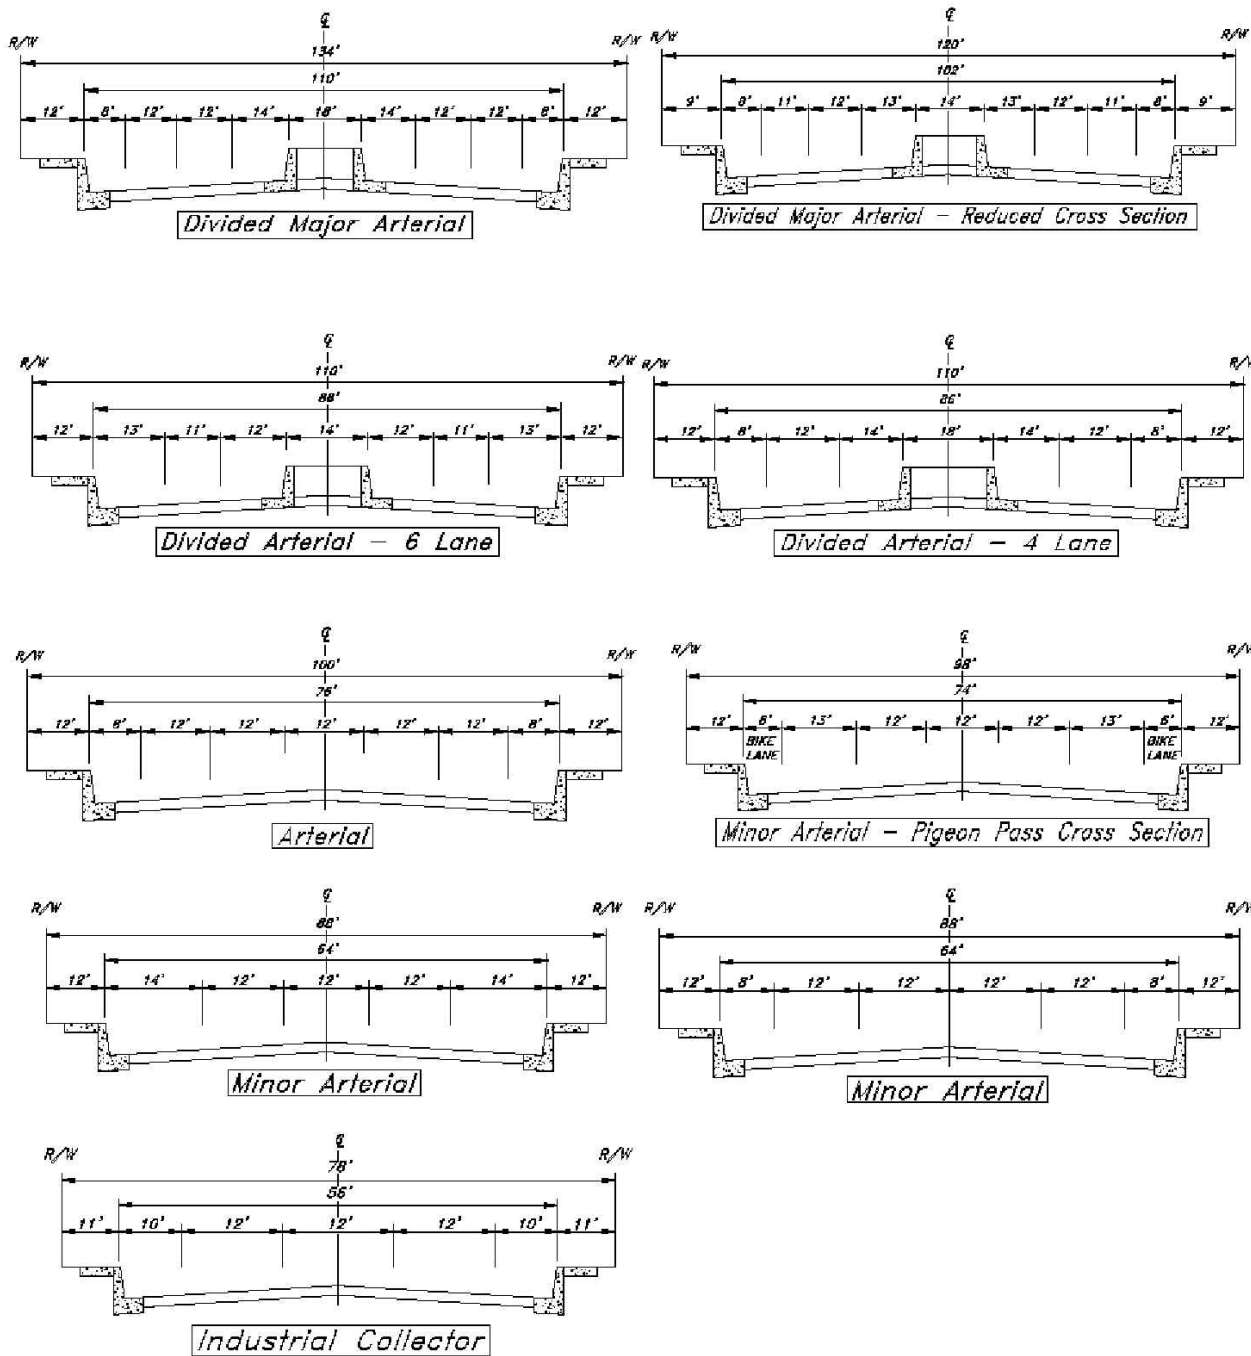 ℄
R/W R/W
134'
110'
12' 8' 12' 12' 14' 18' 14' 12' 12' 8' 12'
Divided Major Arterial
℄
R/W R/W
120'
102'
9' 8' 11' 12' 13' 14' 13' 12' 11' 8' 9'
Divided Major Arterial - Reduced Cross Section
℄
R/W R/W
110'
86'
12' 13' 11' 12' 14' 12' 11' 13' 12'
Divided Arterial - 6 Lane
℄
R/W R/W
110'
86'
12' 8' 12' 14' 18' 14' 12' 8' 12'
Divided Arterial - 4 Lane
℄
R/W R/W
100'
76'
12' 8' 12' 12' 12' 12' 12' 8' 12'
Arterial
℄
R/W R/W
98'
74'
12' 6' 13' 12' 12' 12' 13' 6' 12'
BIKE BIKE
LANE LANE
Minor Arterial - Pigeon Pass Cross Section
℄
R/W R/W
88'
64'
12' 14' 12' 12' 12' 14' 12'
Minor Arterial
℄
R/W R/W
88'
64'
12' 8' 12' 12' 12' 12' 8' 12'
Minor Arterial
℄
R/W R/W
78'
56'
11' 10' 12' 12' 12' 10' 11'
Industrial Collector